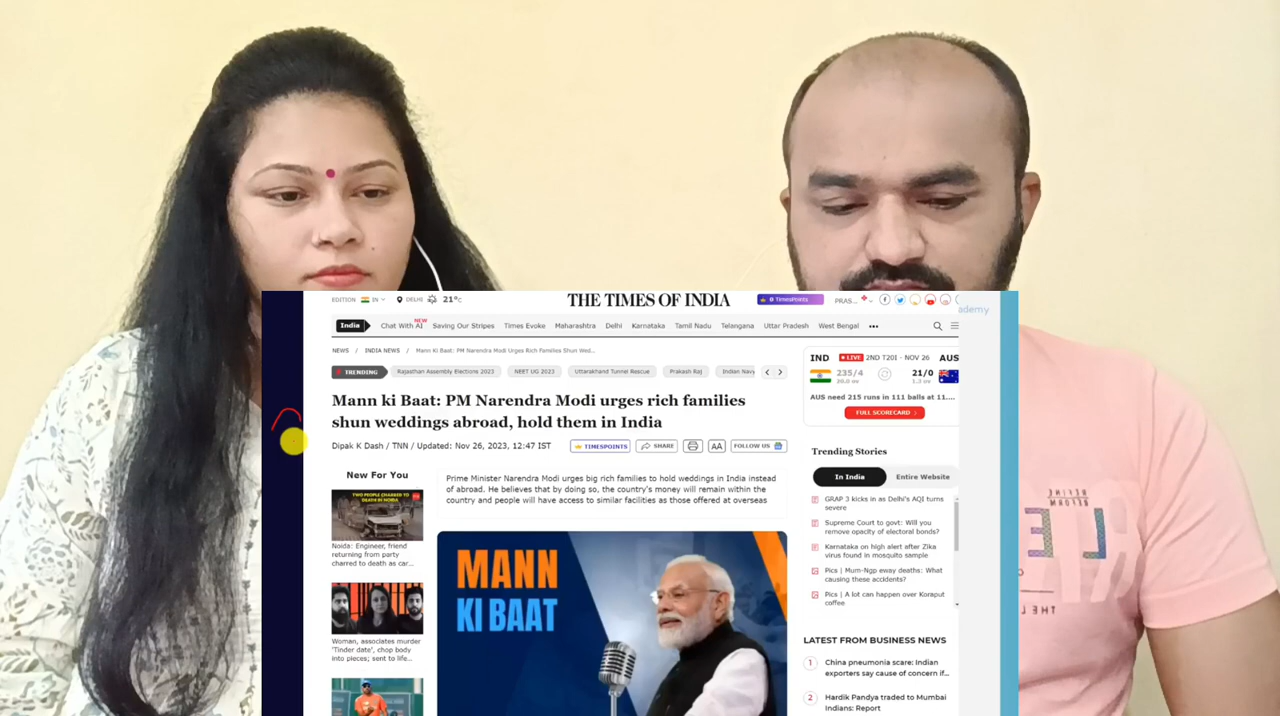 EDITION IN DELHI 21°C
THE TIMES OF INDIA
0 TimesPoints
PRAS...
ademy
India Chat With AI NEW Saving Our Stripes Times Evoke Maharashtra Delhi Karnataka Tamil Nadu Telangana Uttar Pradesh West Bengal •••
NEWS / INDIA NEWS / Mann ki Baat: PM Narendra Modi Urges Rich Families Shun Wed...
TRENDING Rajasthan Assembly Elections 2023 NEET UG 2023 Uttarakhand Tunnel Rescue Prakash Raj Indian Navy
Mann ki Baat: PM Narendra Modi urges rich families
shun weddings abroad, hold them in India
Dipak K Dash / TNN / Updated: Nov 26, 2023, 12:47 IST
TIMESPOINTS SHARE AA FOLLOW US
New For You
TWO PEOPLE CHARRED TO
DEATH IN NOIDA
Noida: Engineer, friend
returning from party
charred to death as car...
Woman, associates murder
'Tinder date', chop body
into pieces; sent to life...
Prime Minister Narendra Modi urges big rich families to hold weddings in India instead
of abroad. He believes that by doing so, the country's money will remain within the
country and people will have access to similar facilities as those offered at overseas
MANN
KI BAAT
IND LIVE 2ND T20I - NOV 26 AUS
235/4 21/0
20.0 ov 1.3 ov
AUS need 215 runs in 111 balls at 11....
FULL SCORECARD
Trending Stories
In India Entire Website
GRAP 3 kicks in as Delhi's AQI turns
severe
Supreme Court to govt: Will you
remove opacity of electoral bonds?
Karnataka on high alert after Zika
virus found in mosquito sample
Pics | Mum-Ngp eway deaths: What
causing these accidents?
Pics | A lot can happen over Koraput
coffee
LATEST FROM BUSINESS NEWS
1 China pneumonia scare: Indian
exporters say cause of concern if...
2 Hardik Pandya traded to Mumbai
Indians: Report